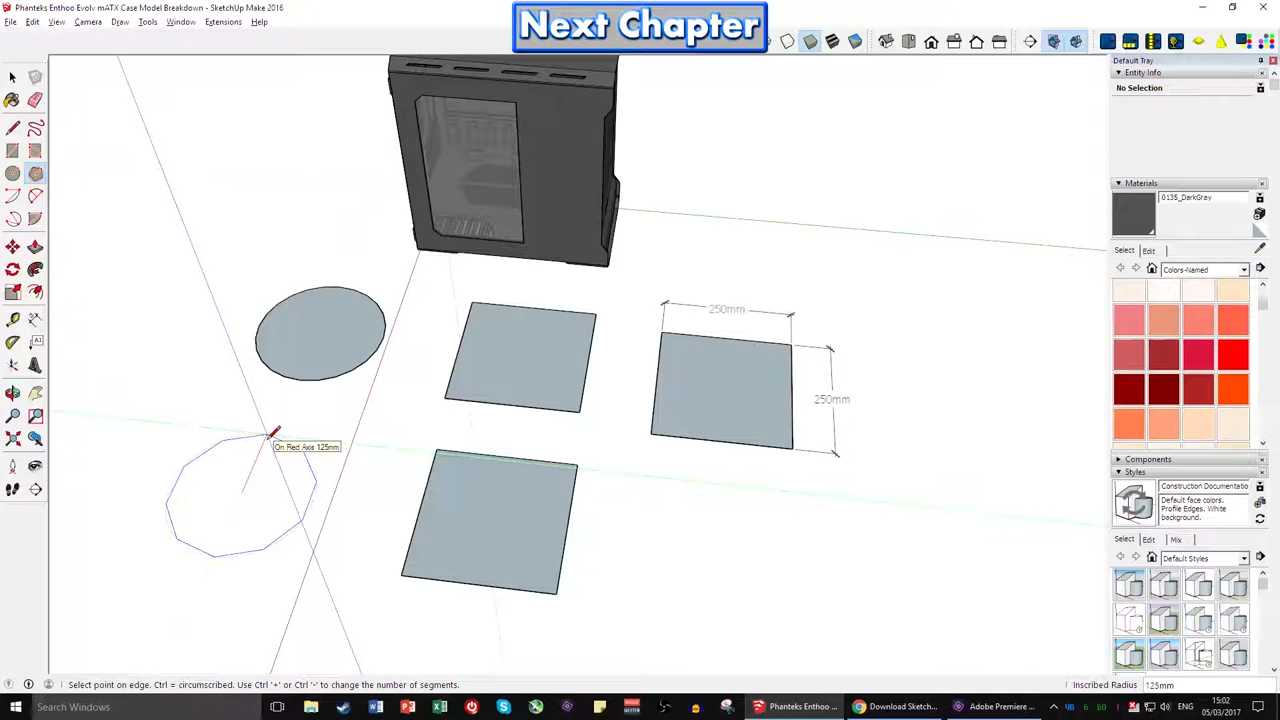 Phanteks Enthoo Evolv mATX Case Model Breakdown - SketchUp Make 2016
Next Chapter
File Edit View Camera Draw Tools Window Extensions Help
Default Tray
Entity Info
No Selection
Materials
0135_DarkGray
Select Edit
Colors-Named
250mm
250mm
On Red Axis 125mm
Components
Styles
Construction Documentatio
Default face colors.
Profile Edges. White
background.
Select Edit Mix
Default Styles
Select point on edge. Ctrl = circumscribed. Use Ctrl '+' or Ctrl '-' to change the number of segments.
Inscribed Radius 125mm
Search Windows
Phanteks Enthoo ...
Download Sketch...
Adobe Premiere ...
15:02
05/03/2017